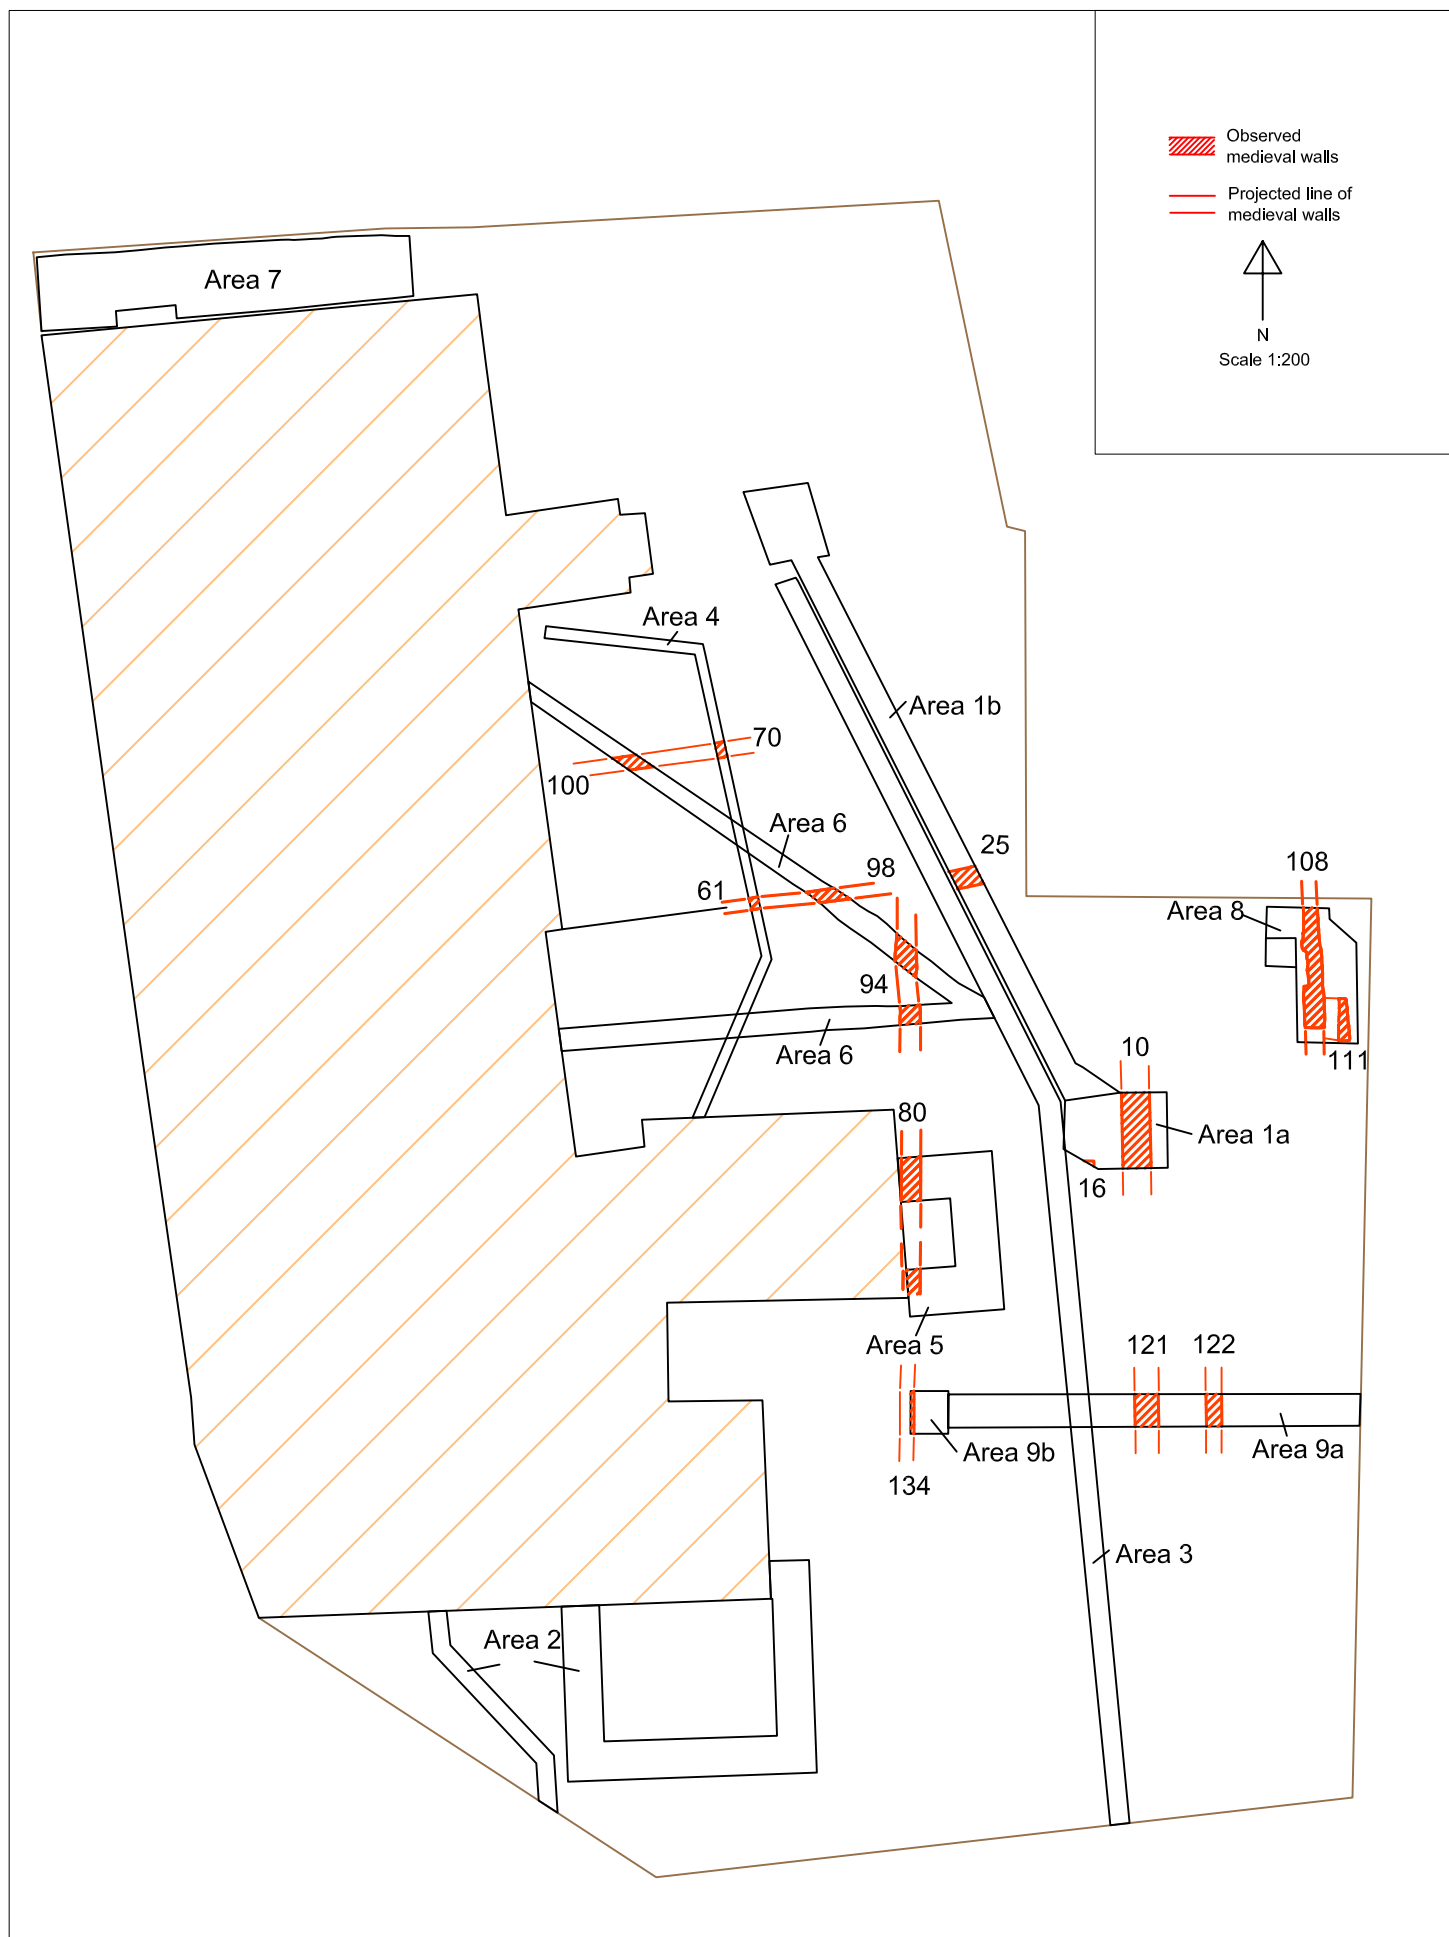 Observed
medieval walls
Projected line of
medieval walls
N
Scale 1:200
Area 7
Area 4
Area 1b
70
100
Area 6
25
98
61
108
Area 8
94
Area 6
10
111
80
Area 1a
16
Area 5
121
122
Area 9b
Area 9a
134
Area 3
Area 2